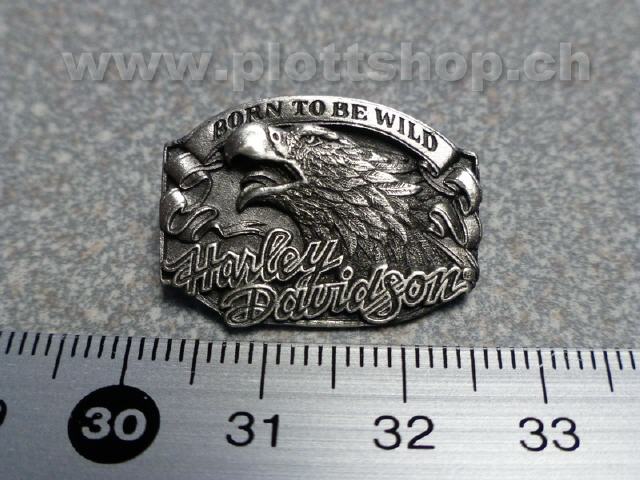 www.plottshop.ch
BORN TO BE WILD
Harley
Davidson
30 31 32 33